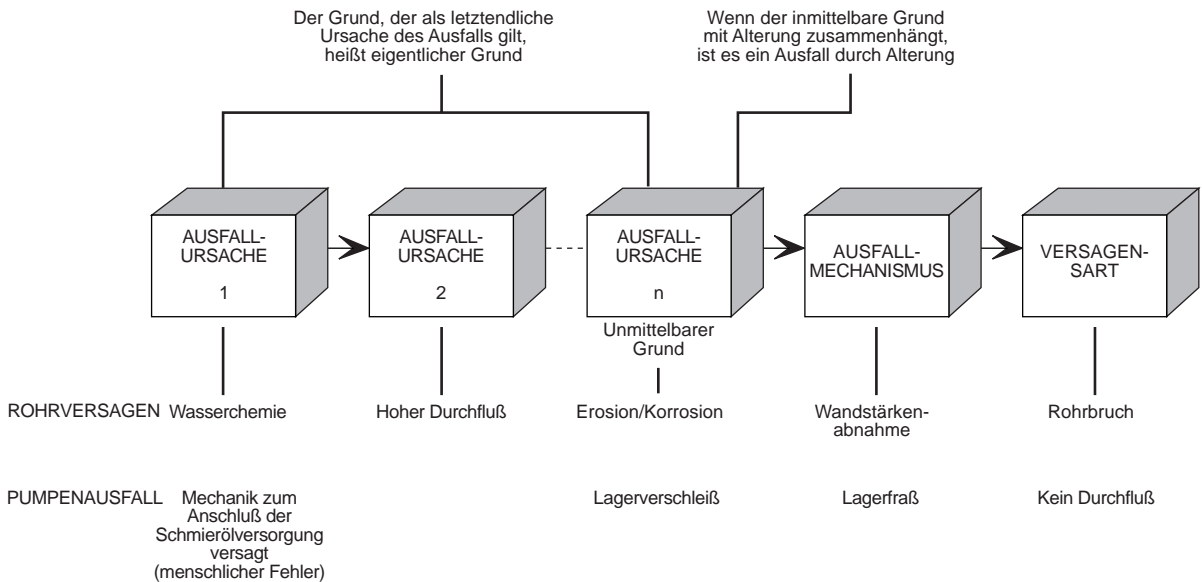 Der Grund, der als letztendliche
Ursache des Ausfalls gilt,
heißt eigentlicher Grund
Wenn der inmittelbare Grund
mit Alterung zusammenhängt,
ist es ein Ausfall durch Alterung
AUSFALL-
URSACHE
1
AUSFALL-
URSACHE
2
AUSFALL-
URSACHE
n
AUSFALL-
MECHANISMUS
VERSAGEN-
SART
Unmittelbarer
Grund
ROHRVERSAGEN
Wasserchemie
Hoher Durchfluß
Erosion/Korrosion
Wandstärken-
abnahme
Rohrbruch
PUMPENAUSFALL
Mechanik zum
Anschluß der
Schmierölversorgung
versagt
(menschlicher Fehler)
Lagerverschleiß
Lagerfraß
Kein Durchfluß